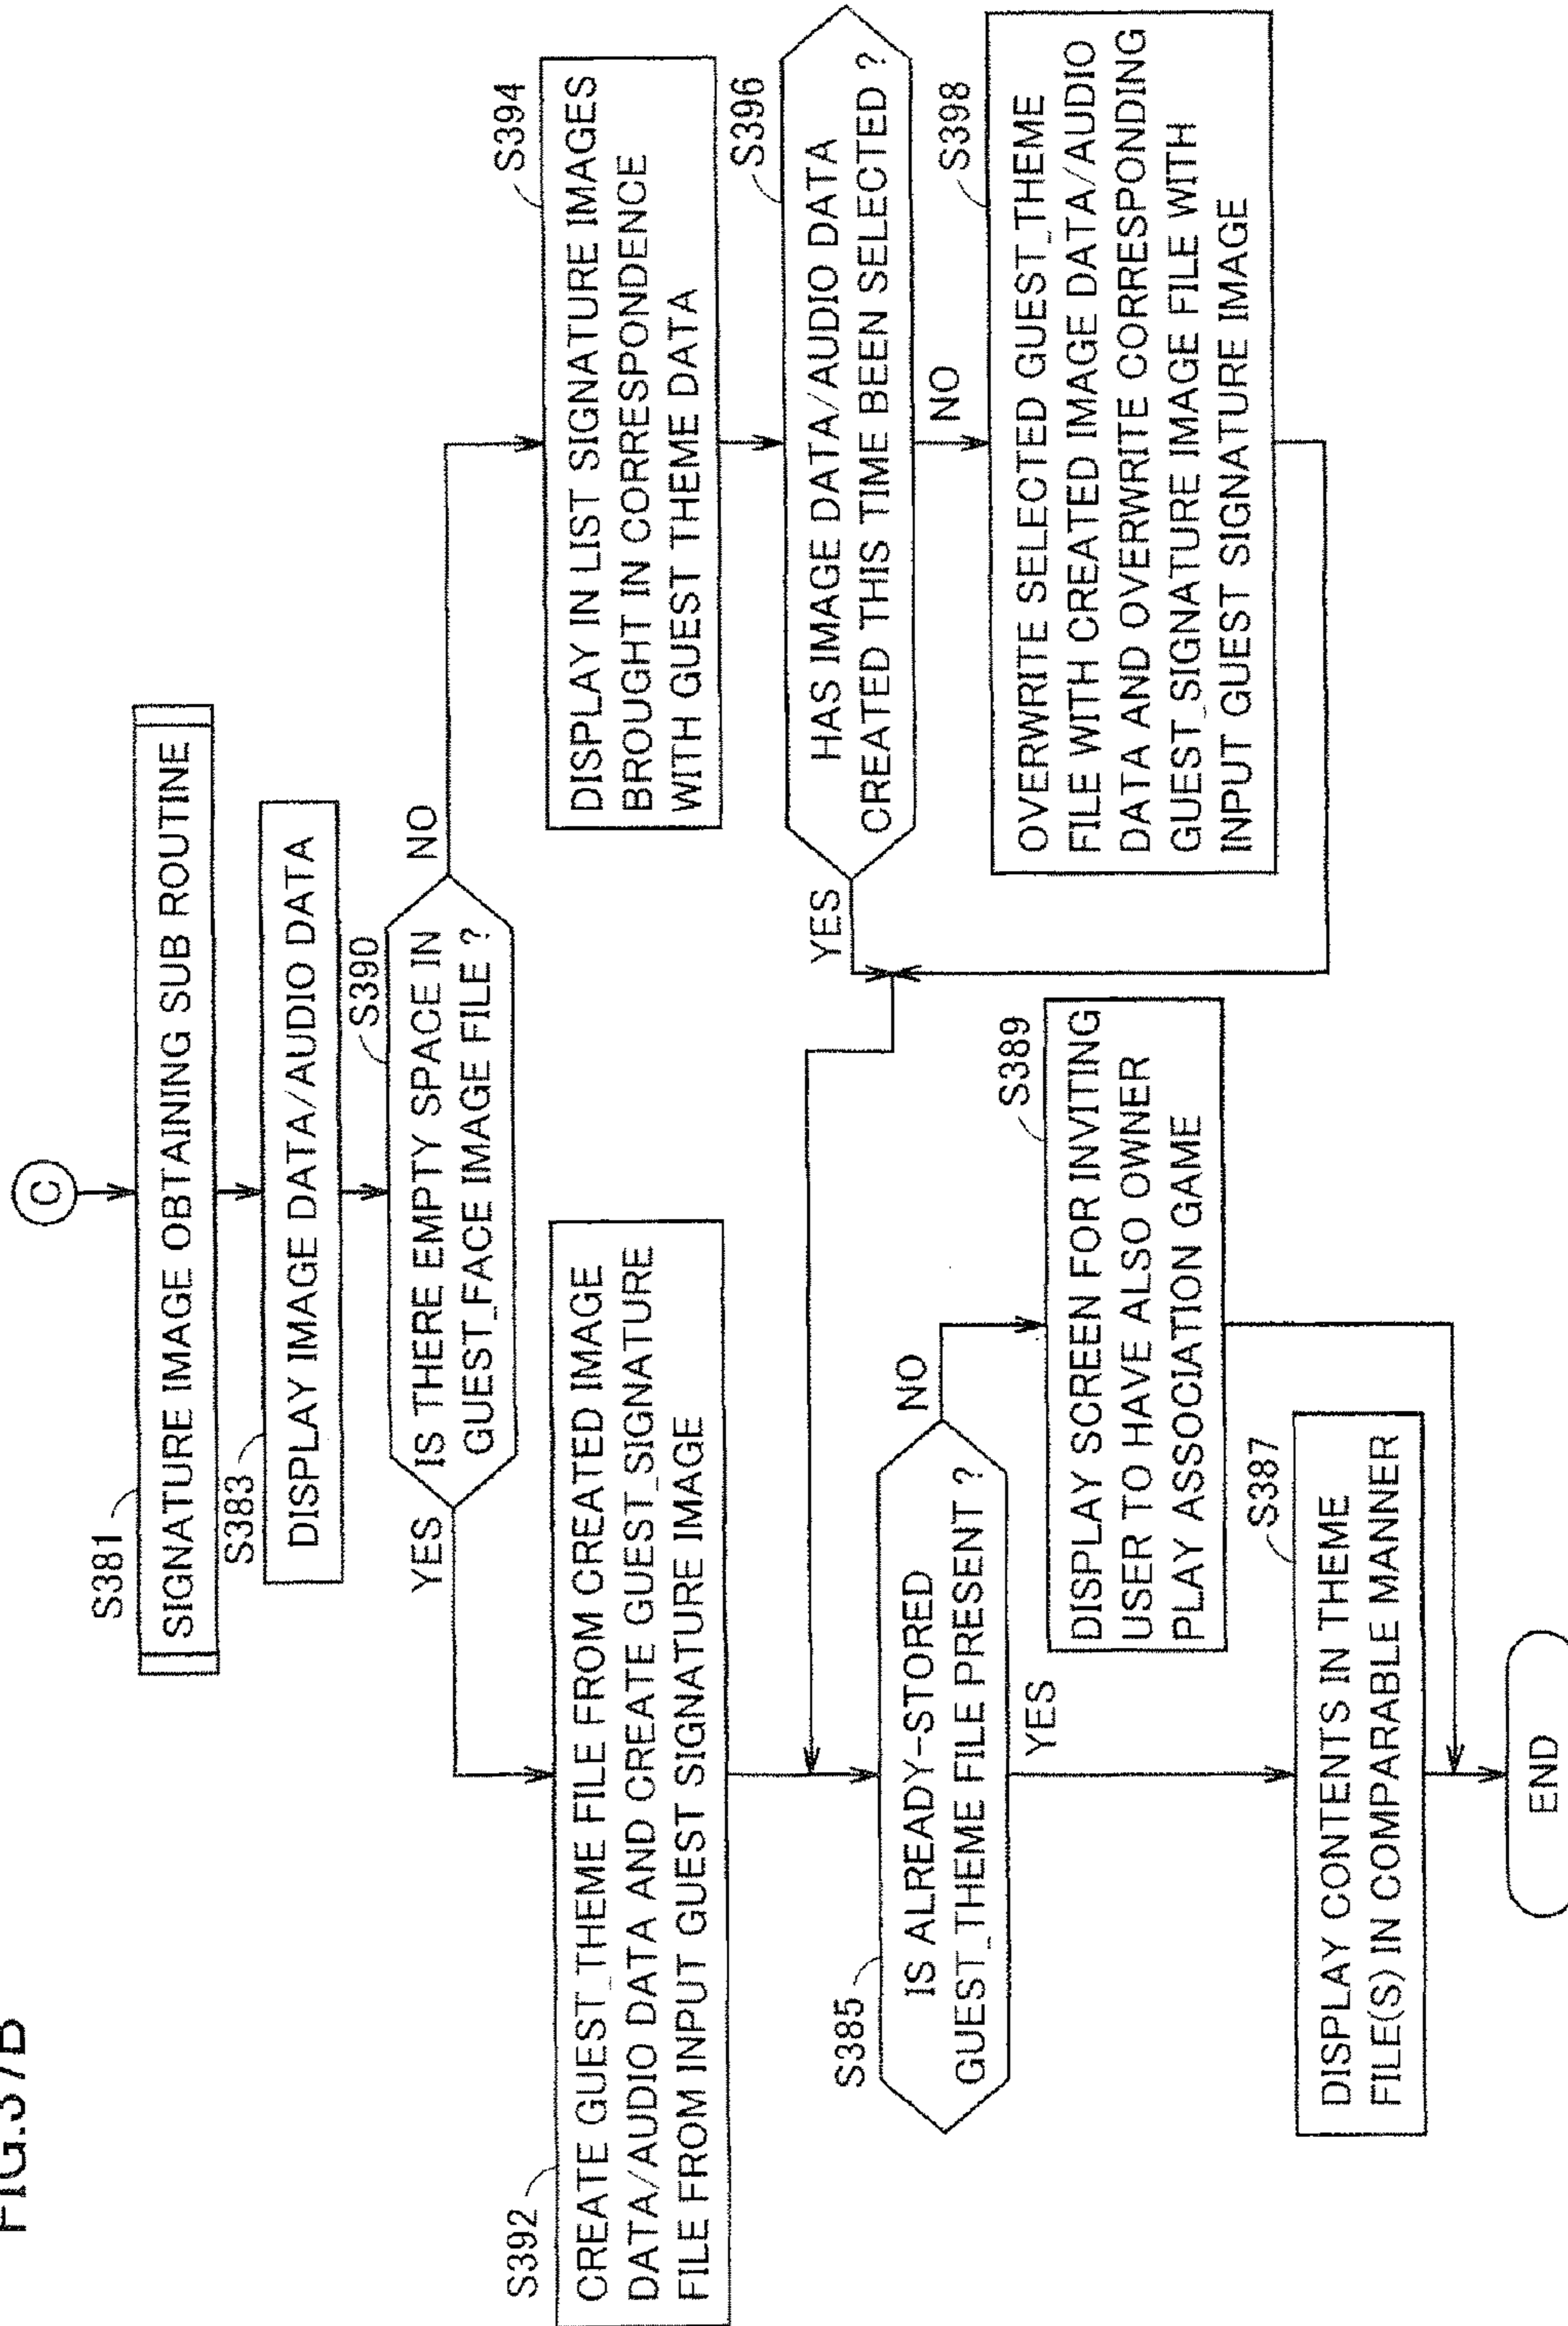 FIG.37B
C
S381
SIGNATURE IMAGE OBTAINING SUB ROUTINE
S383
DISPLAY IMAGE DATA/AUDIO DATA
S390
IS THERE EMPTY SPACE IN
GUEST_FACE IMAGE FILE ?
YES
NO
S392
CREATE GUEST_THEME FILE FROM CREATED IMAGE
DATA/AUDIO DATA AND CREATE GUEST_SIGNATURE
FILE FROM INPUT GUEST SIGNATURE IMAGE
S394
DISPLAY IN LIST SIGNATURE IMAGES
BROUGHT IN CORRESPONDENCE
WITH GUEST THEME DATA
S396
HAS IMAGE DATA/AUDIO DATA
CREATED THIS TIME BEEN SELECTED ?
YES
NO
S398
OVERWRITE SELECTED GUEST_THEME
FILE WITH CREATED IMAGE DATA/AUDIO
DATA AND OVERWRITE CORRESPONDING
GUEST_SIGNATURE IMAGE FILE WITH
INPUT GUEST SIGNATURE IMAGE
S385
IS ALREADY-STORED
GUEST_THEME FILE PRESENT ?
NO
YES
S389
DISPLAY SCREEN FOR INVITING
USER TO HAVE ALSO OWNER
PLAY ASSOCIATION GAME
S387
DISPLAY CONTENTS IN THEME
FILE(S) IN COMPARABLE MANNER
END